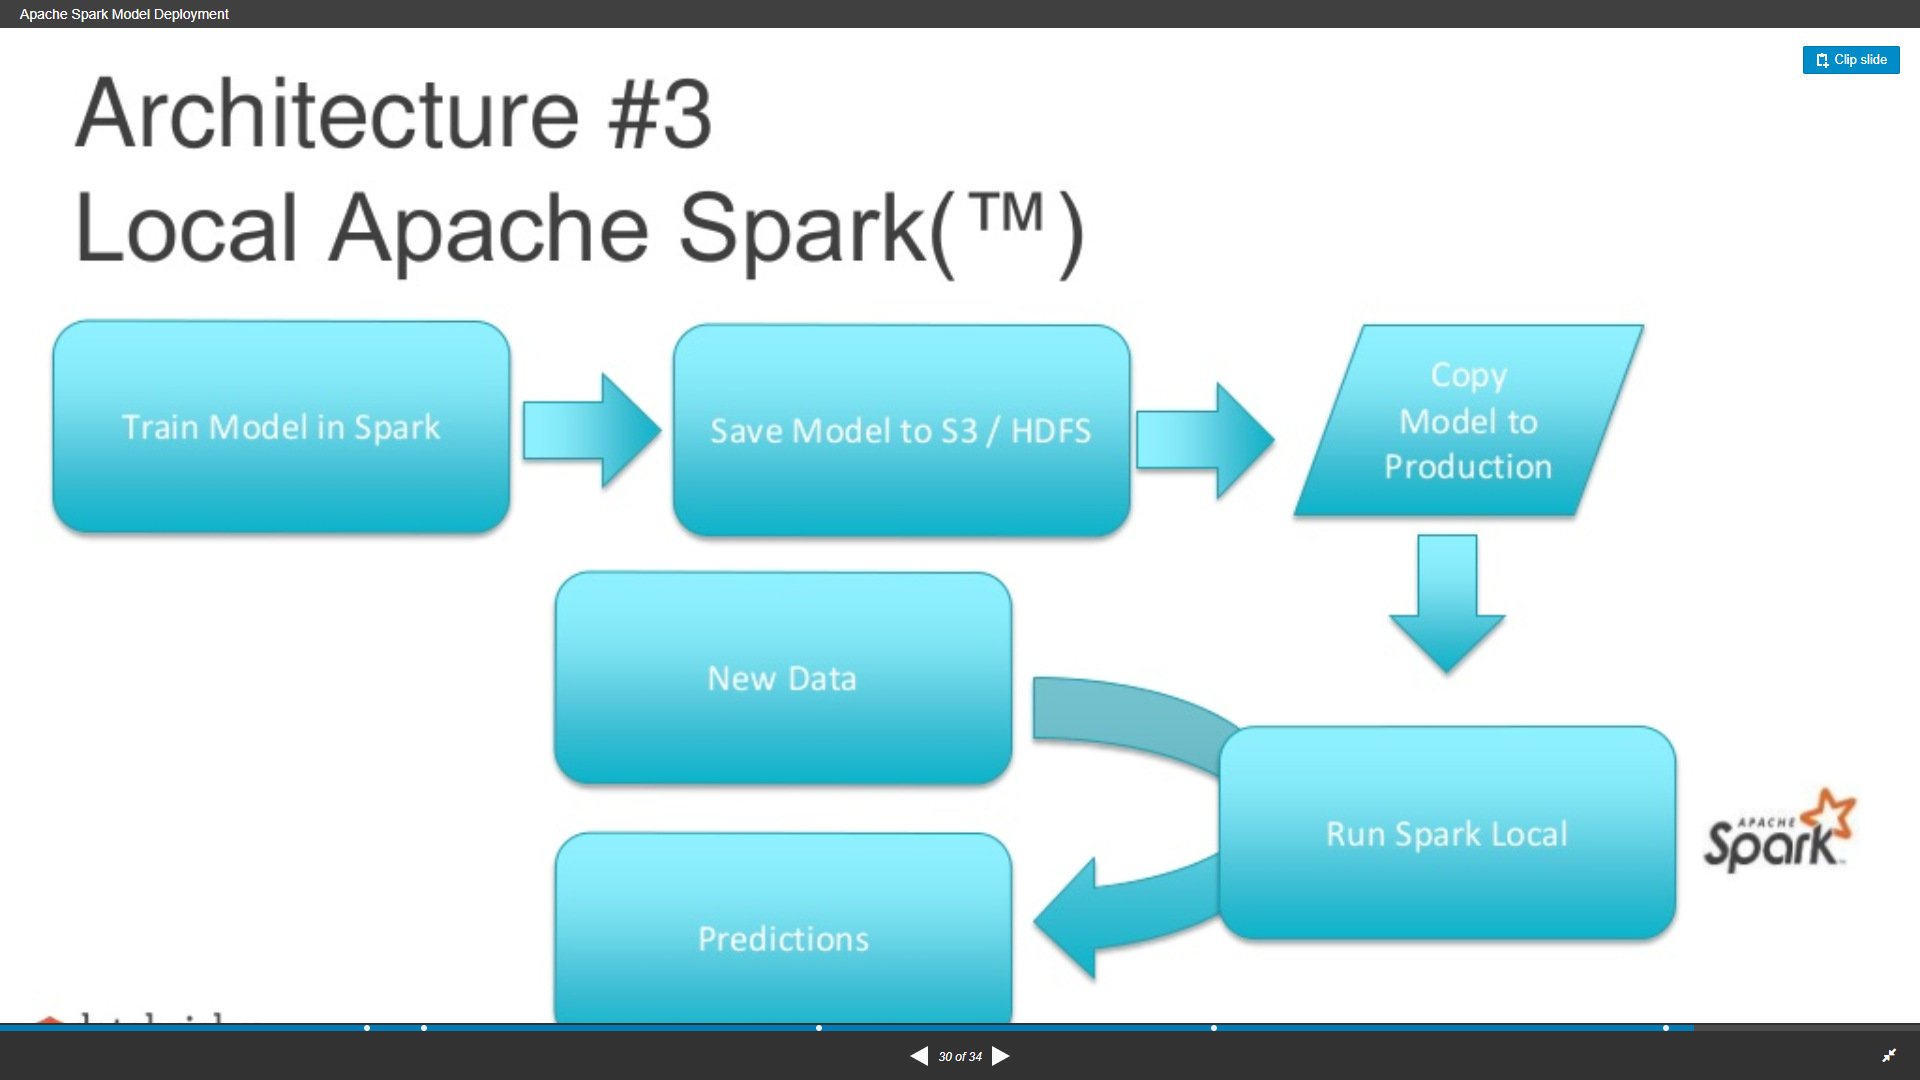 Apache Spark Model Deployment
Clip slide
Architecture #3
Local Apache Spark(™)
Train Model in Spark
Save Model to S3 / HDFS
Copy
Model to
Production
New Data
Run Spark Local
APACHE
Spark
Predictions
30 of 34